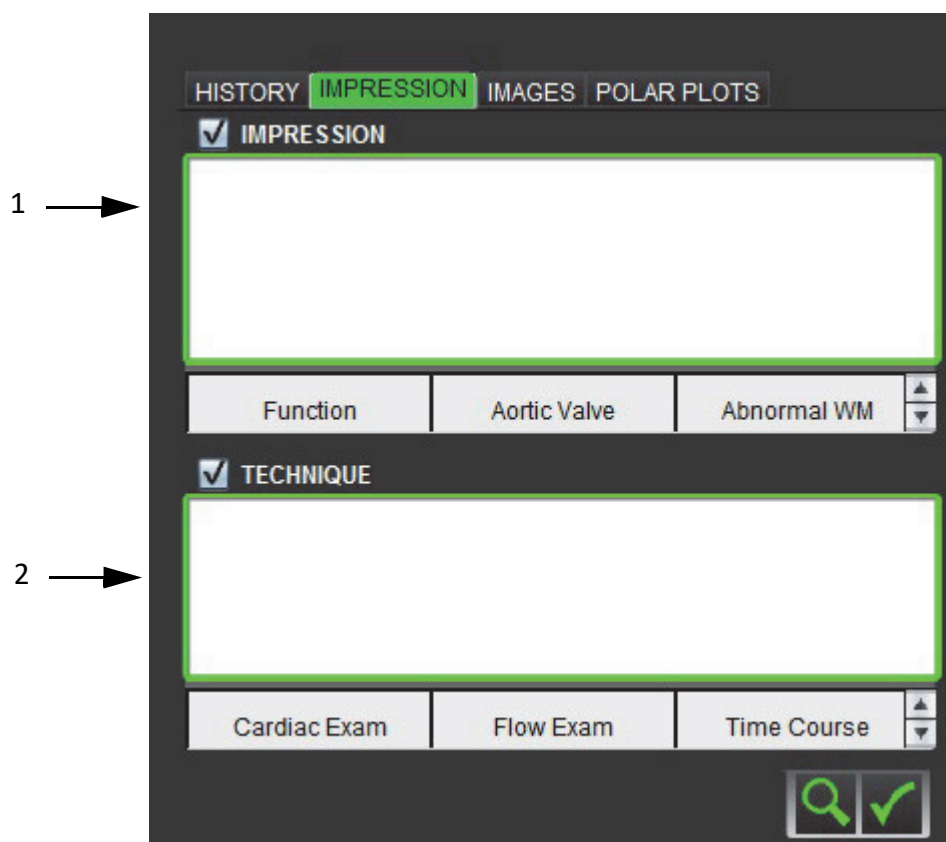 HISTORY IMPRESSION IMAGES POLAR PLOTS
IMPRESSION
1
Function Aortic Valve Abnormal WM
TECHNIQUE
2
Cardiac Exam Flow Exam Time Course